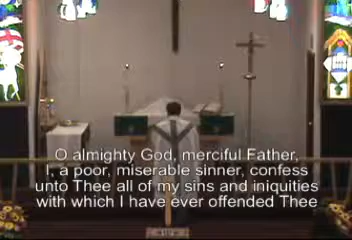 O almighty God, merciful Father,
I, a poor, miserable sinner, confess
unto Thee all of my sins and iniquities
with which I have ever offended Thee